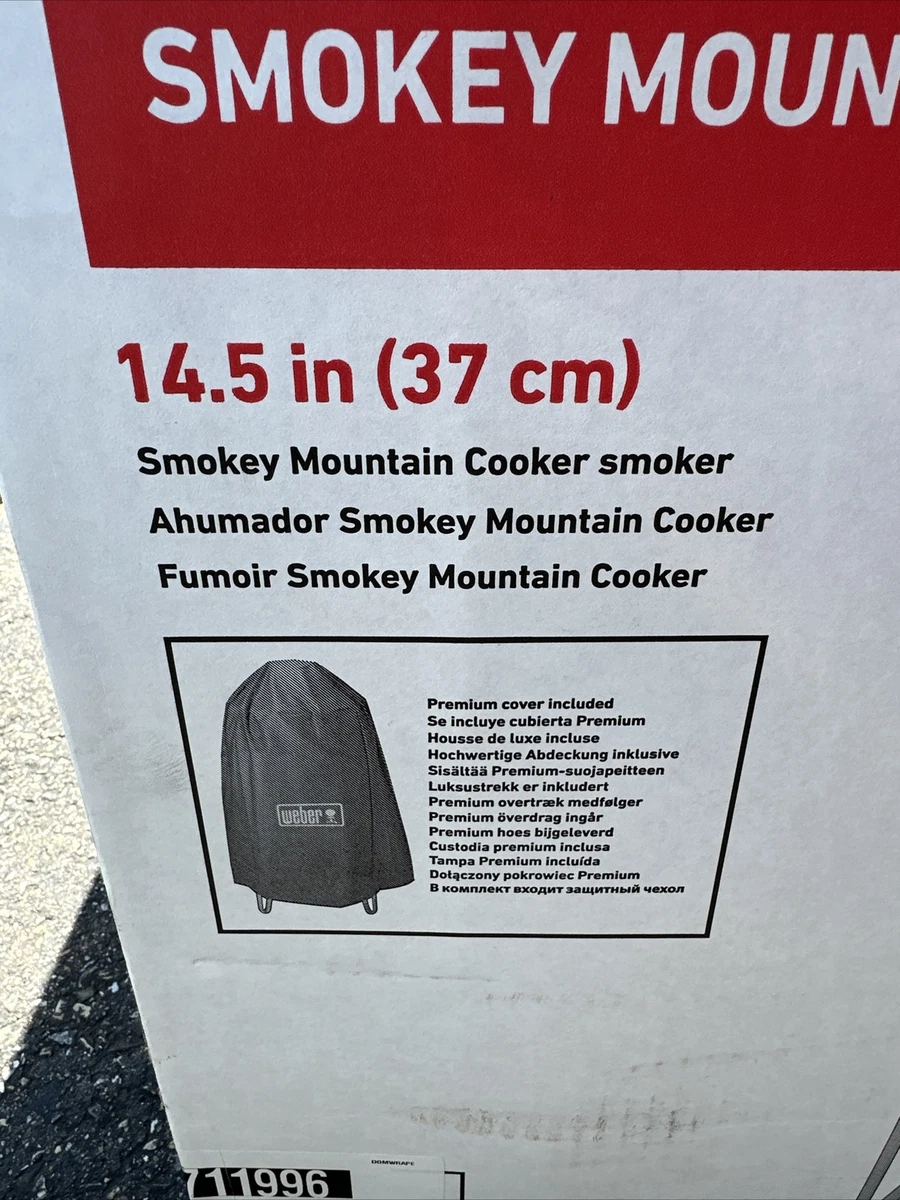 SMOKEY MOUN
14.5 in (37 cm)
Smokey Mountain Cooker smoker
Ahumador Smokey Mountain Cooker
Fumoir Smokey Mountain Cooker
weber
Premium cover included
Se incluye cubierta Premium
Housse de luxe incluse
Hochwertige Abdeckung inklusive
Sisältää Premium-suojapeitteen
Luksustrekk er inkludert
Premium overtræk medfølger
Premium överdrag ingår
Premium hoes bijgeleverd
Custodia premium inclusa
Tampa Premium incluída
Dołączony pokrowiec Premium
В комплект входит защитный чехол
DOMWRAPE
711996